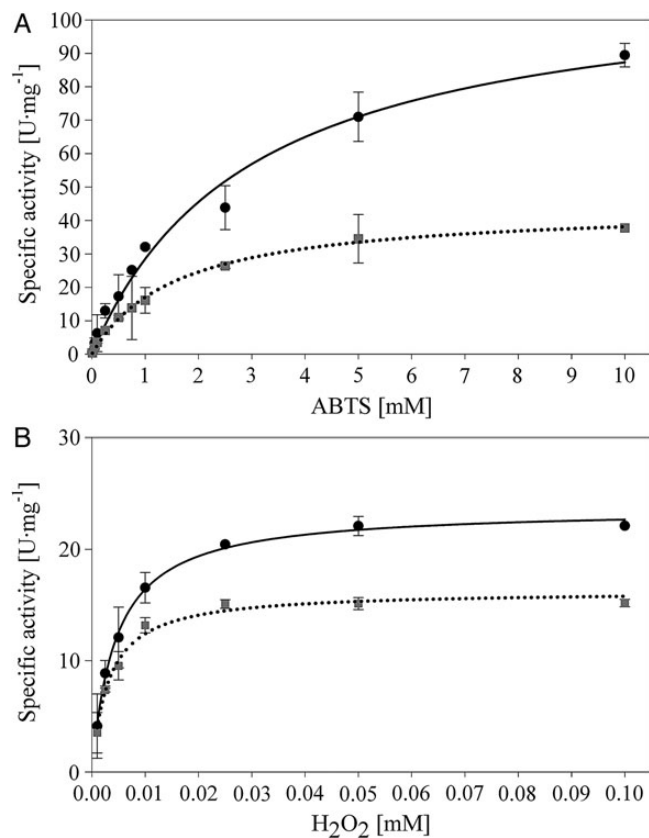 A
Specific activity [U·mg⁻¹]
100
90
80
70
60
50
40
30
20
10
0
0 1 2 3 4 5 6 7 8 9 10
ABTS [mM]
B
Specific activity [U·mg⁻¹]
30
20
10
0
0.00 0.01 0.02 0.03 0.04 0.05 0.06 0.07 0.08 0.09 0.10
H₂O₂ [mM]